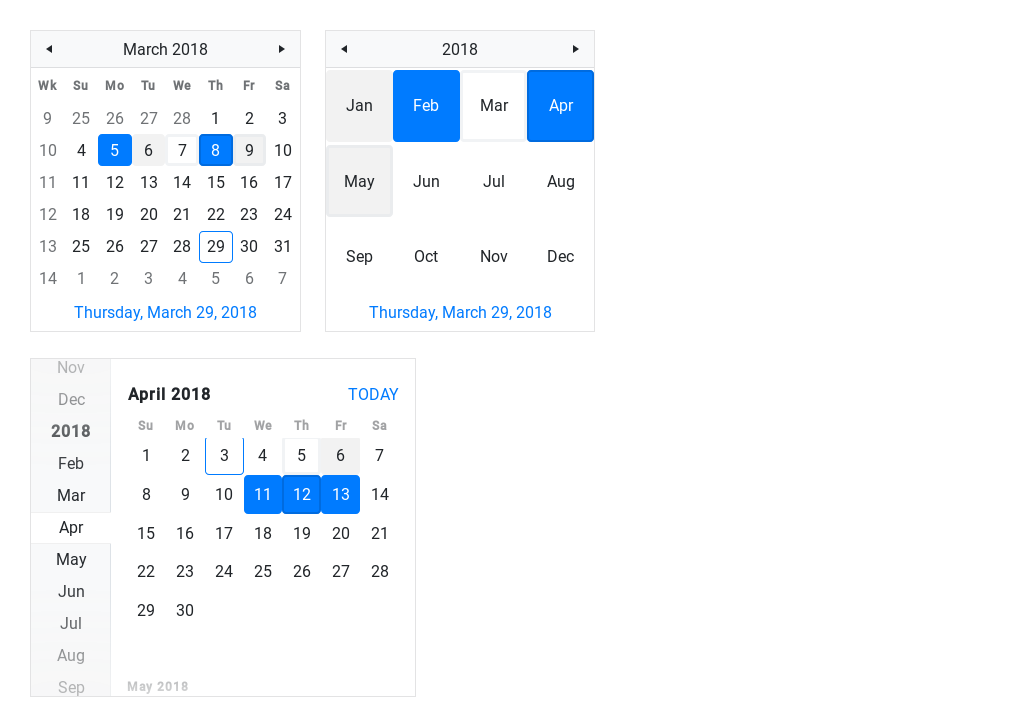 March 2018
Wk Su Mo Tu We Th Fr Sa
9 25 26 27 28 1 2 3
10 4 5 6 7 8 9 10
11 11 12 13 14 15 16 17
12 18 19 20 21 22 23 24
13 25 26 27 28 29 30 31
14 1 2 3 4 5 6 7
Thursday, March 29, 2018
2018
Jan Feb Mar Apr
May Jun Jul Aug
Sep Oct Nov Dec
Thursday, March 29, 2018
Nov
Dec
2018
Feb
Mar
Apr
May
Jun
Jul
Aug
Sep
April 2018 TODAY
Su Mo Tu We Th Fr Sa
1 2 3 4 5 6 7
8 9 10 11 12 13 14
15 16 17 18 19 20 21
22 23 24 25 26 27 28
29 30
May 2018